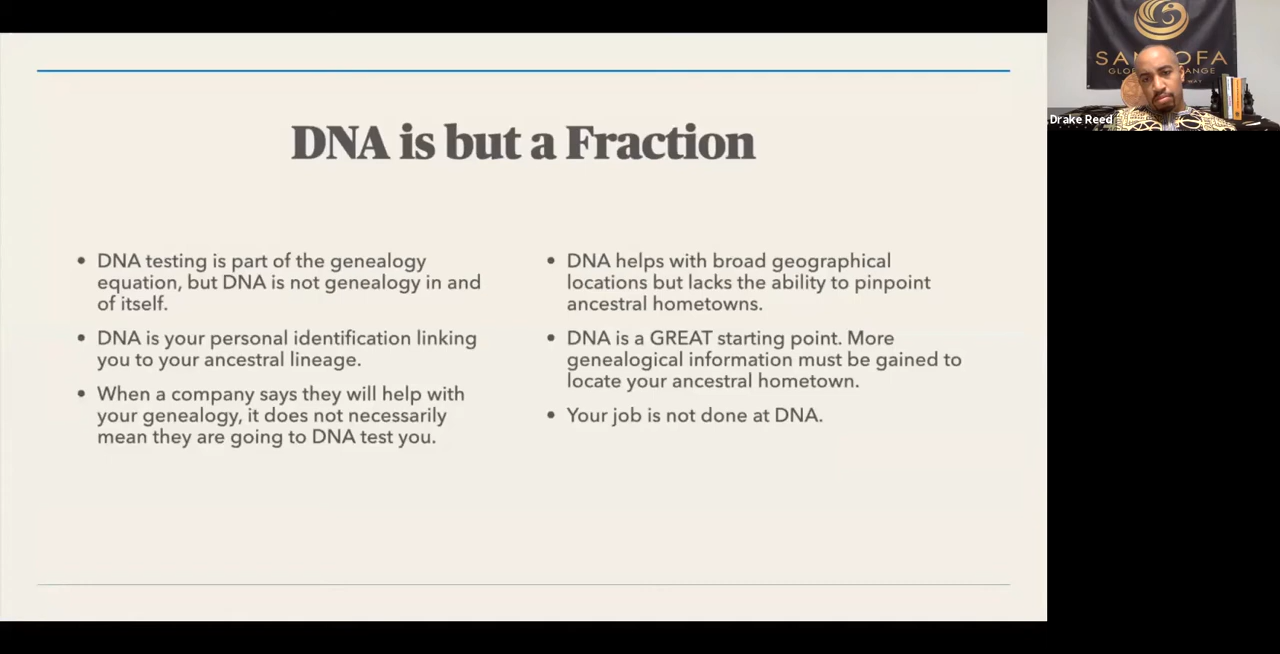 DNA is but a Fraction
• DNA testing is part of the genealogy
equation, but DNA is not genealogy in and
of itself.
• DNA is your personal identification linking
you to your ancestral lineage.
• When a company says they will help with
your genealogy, it does not necessarily
mean they are going to DNA test you.
• DNA helps with broad geographical
locations but lacks the ability to pinpoint
ancestral hometowns.
• DNA is a GREAT starting point. More
genealogical information must be gained to
locate your ancestral hometown.
• Your job is not done at DNA.
Drake Reed